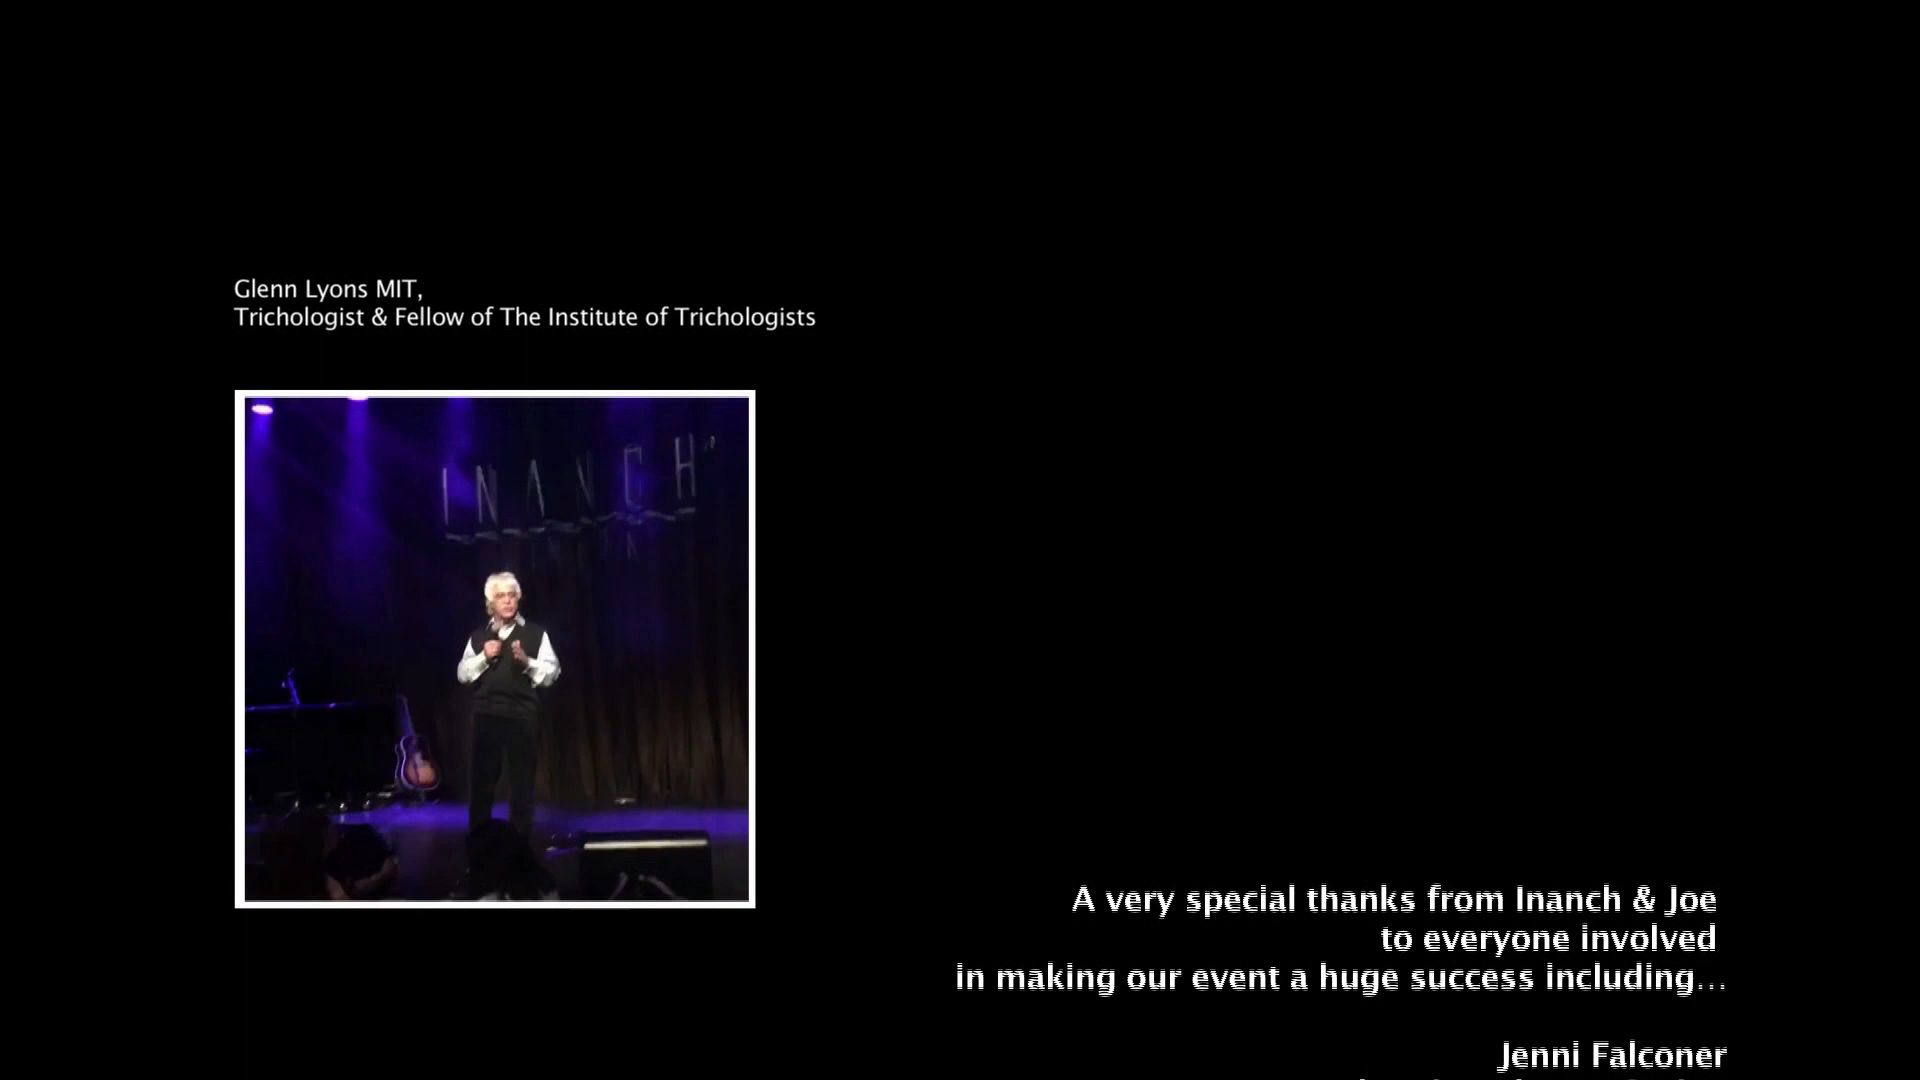 Glenn Lyons MIT,
Trichologist & Fellow of The Institute of Trichologists
INANCH
A very special thanks from Inanch & Joe
to everyone involved
in making our event a huge success including...
Jenni Falconer